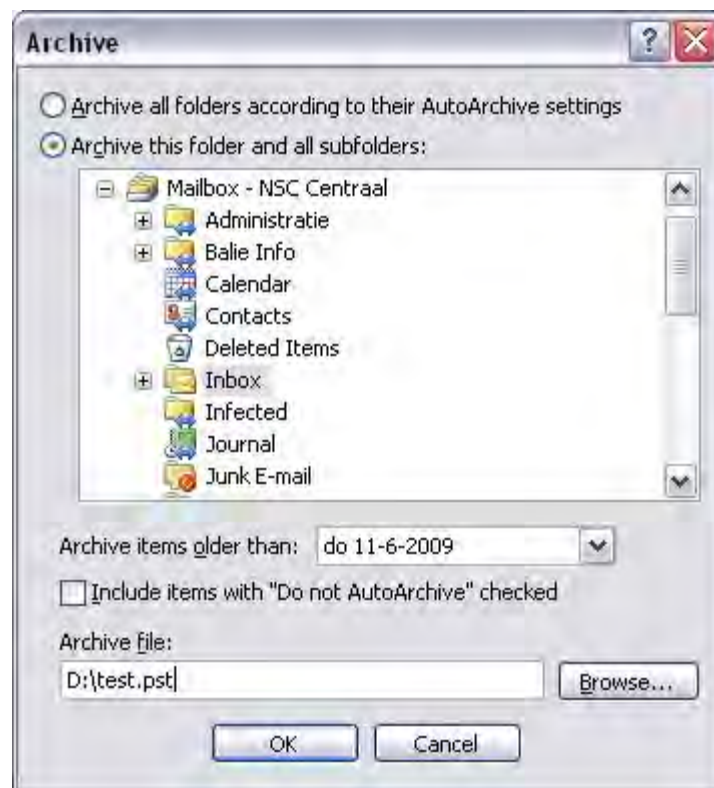 Archive
Archive all folders according to their AutoArchive settings
Archive this folder and all subfolders:
Mailbox - NSC Centraal
Administratie
Balie Info
Calendar
Contacts
Deleted Items
Inbox
Infected
Journal
Junk E-mail
Archive items older than: do 11-6-2009
Include items with "Do not AutoArchive" checked
Archive file:
D:\test.pst Browse...
OK Cancel